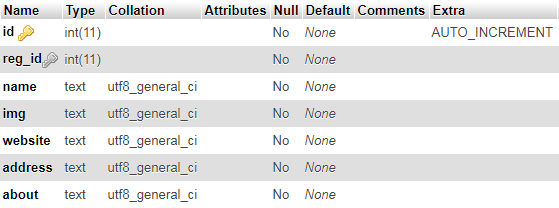 Name Type Collation Attributes Null Default Comments Extra
id int(11) No None AUTO_INCREMENT
reg_id int(11) No None
name text utf8_general_ci No None
img text utf8_general_ci No None
website text utf8_general_ci No None
address text utf8_general_ci No None
about text utf8_general_ci No None